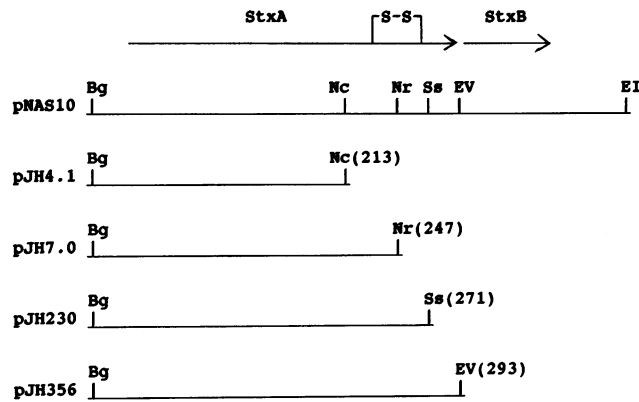 StxA S-S StxB
Bg Nc Nr Ss EV EI
pNAS10
Bg Nc(213)
pJH4.1
Bg Nr(247)
pJH7.0
Bg Ss(271)
pJH230
Bg EV(293)
pJH356